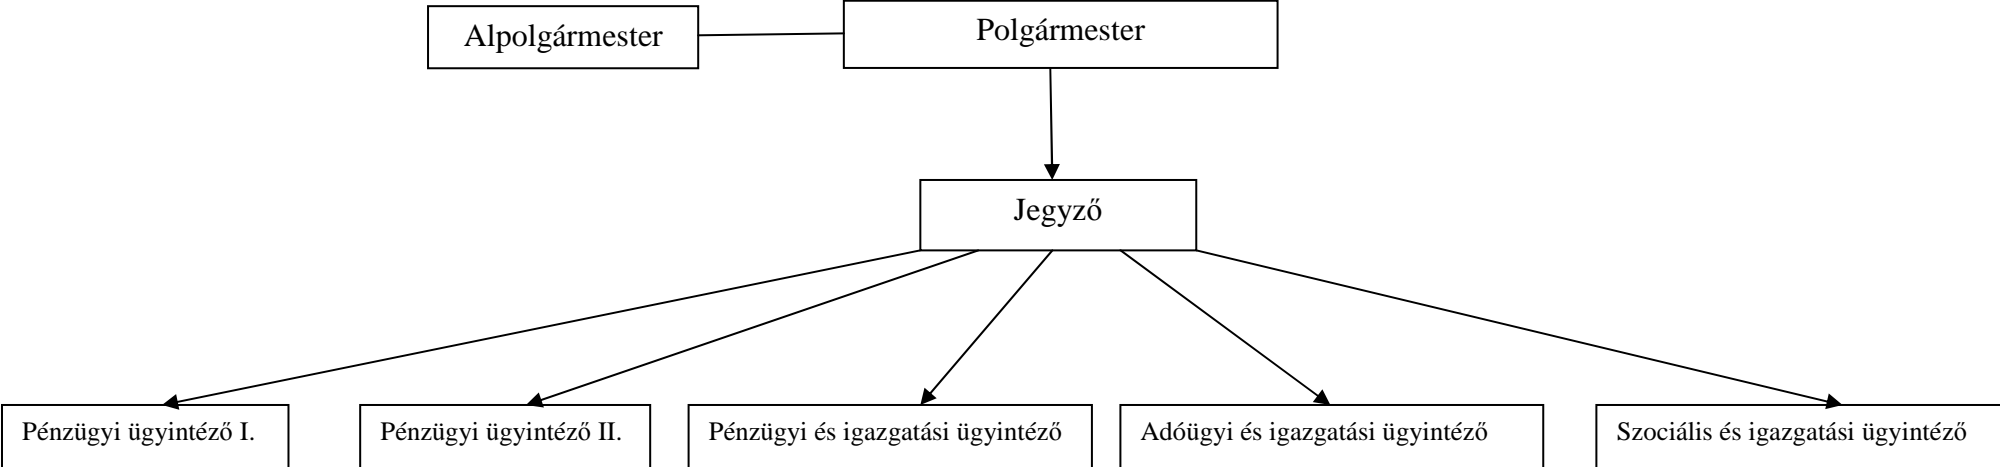 Alpolgármester
Polgármester
Jegyző
Pénzügyi ügyintéző I.
Pénzügyi ügyintéző II.
Pénzügyi és igazgatási ügyintéző
Adóügyi és igazgatási ügyintéző
Szociális és igazgatási ügyintéző